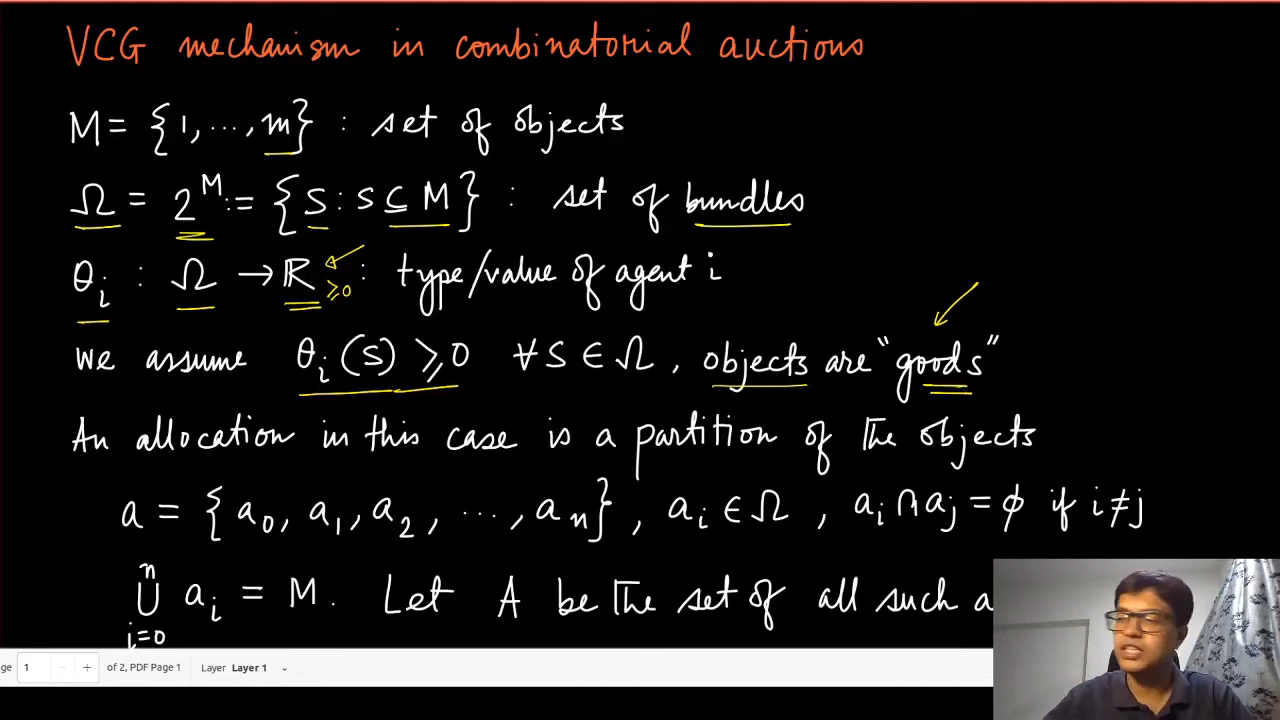 VCG mechanism in combinatorial auctions
M = {1, ..., m} : set of objects
Ω = 2^M := {S : S ⊆ M} : set of bundles
θ_i : Ω → ℝ_≥0 : type/value of agent i
we assume θ_i(S) ≥ 0 ∀ S ∈ Ω, objects are "goods"
An allocation in this case is a partition of the objects
a = {a_0, a_1, a_2, ..., a_n}, a_i ∈ Ω, a_i ∩ a_j = ϕ if i ≠ j
⋃_{i=0}^{n} a_i = M. Let A be the set of all such
1 of 2, PDF Page 1 Layer Layer 1